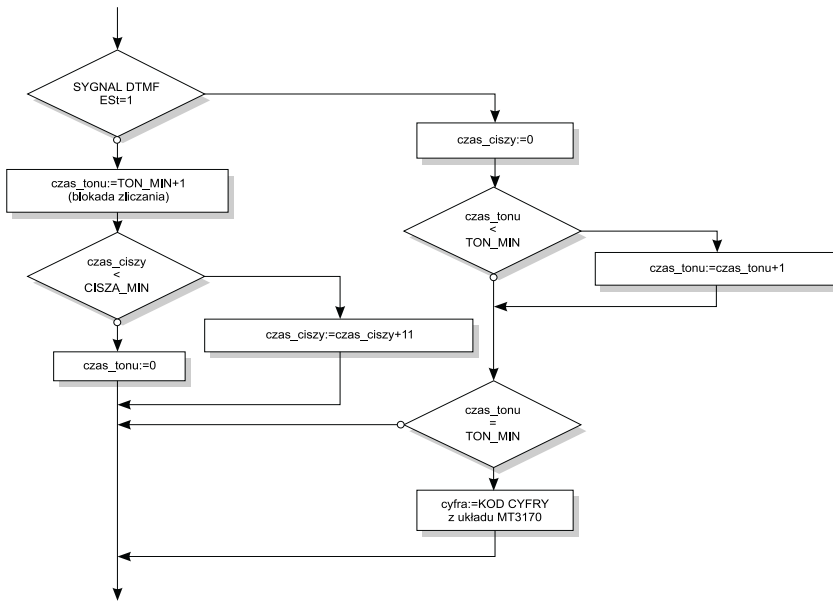 SYGNAL DTMF
ESt=1
czas_ciszy:=0
czas_tonu:=TON_MIN+1
(blokada zliczania)
czas_tonu
<
TON_MIN
czas_tonu:=czas_tonu+1
czas_ciszy
<
CISZA_MIN
czas_ciszy:=czas_ciszy+11
czas_tonu:=0
czas_tonu
=
TON_MIN
cyfra:=KOD CYFRY
z układu MT3170